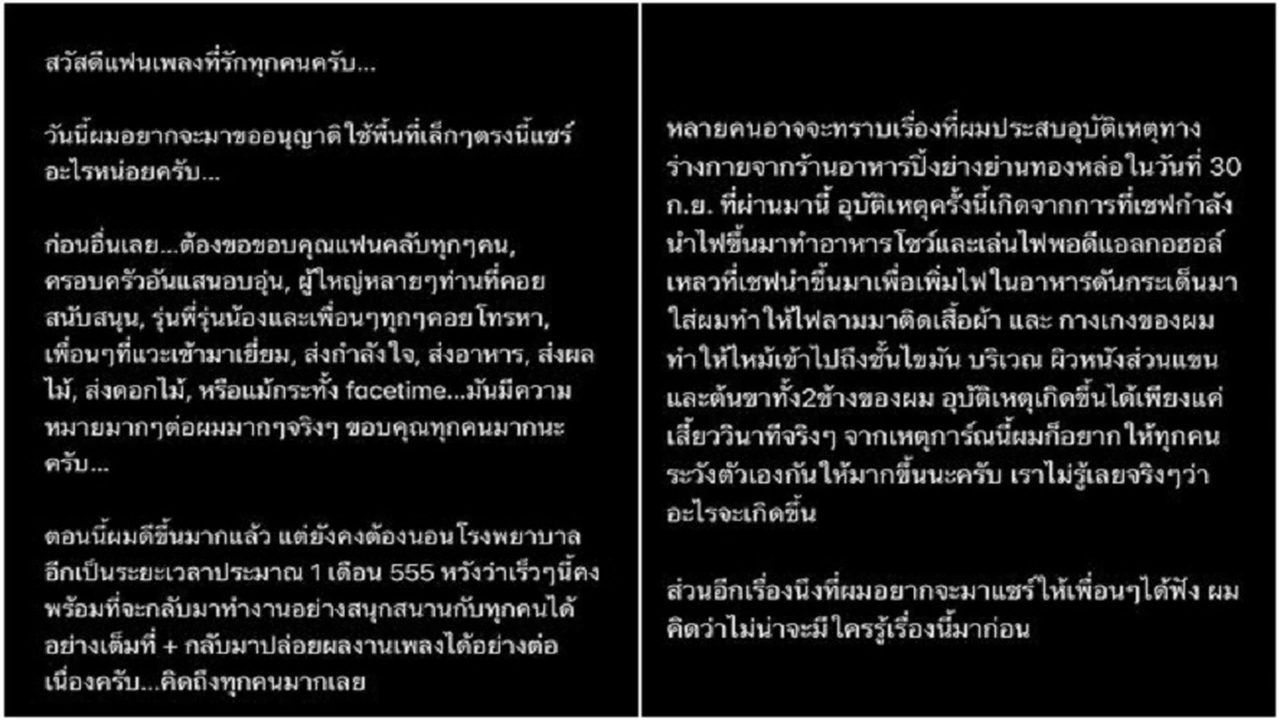 สวัสดีแฟนเพลงที่รักทุกคนครับ...
วันนี้ผมอยากจะมาขออนุญาติใช้พื้นที่เล็กๆตรงนี้แชร์
อะไรหน่อยครับ...
ก่อนอื่นเลย...ต้องขอขอบคุณแฟนคลับทุกๆคน,
ครอบครัวอันแสนอบอุ่น, ผู้ใหญ่หลายๆท่านที่คอย
สนับสนุน, รุ่นพี่รุ่นน้องและเพื่อนๆทุกๆคอยโทรหา,
เพื่อนๆที่แวะเข้ามาเยี่ยม, ส่งกำลังใจ, ส่งอาหาร, ส่งผล
ไม้, ส่งดอกไม้, หรือแม้กระทั้ง facetime...มันมีความ
หมายมากๆต่อผมมากๆจริงๆ ขอบคุณทุกคนมากนะ
ครับ...
ตอนนี้ผมดีขึ้นมากแล้ว แต่ยังคงต้องนอนโรงพยาบาล
อีกเป็นระยะเวลาประมาณ 1 เดือน 555 หวังว่าเร็วๆนี้คง
พร้อมที่จะกลับมาทำงานอย่างสนุกสนานกับทุกคนได้
อย่างเต็มที่ + กลับมาปล่อยผลงานเพลงได้อย่างต่อ
เนื่องครับ...คิดถึงทุกคนมากเลย
หลายคนอาจจะทราบเรื่องที่ผมประสบอุบัติเหตุทาง
ร่างกายจากร้านอาหารปิ้งย่างย่านทองหล่อในวันที่ 30
ก.ย. ที่ผ่านมานี้ อุบัติเหตุครั้งนี้เกิดจากการที่เชฟกำลัง
นำไฟขึ้นมาทำอาหารโชว์และเล่นไฟพอดีแอลกอฮอล์
เหลวที่เชฟนำขึ้นมาเพื่อเพิ่มไฟในอาหารดันกระเด็นมา
ใส่ผมทำให้ไฟลามมาติดเสื้อผ้า และ กางเกงของผม
ทำให้ไหม้เข้าไปถึงชั้นไขมัน บริเวณ ผิวหนังส่วนแขน
และต้นขาทั้ง2ข้างของผม อุบัติเหตุเกิดขึ้นได้เพียงแค่
เสี้ยววินาทีจริงๆ จากเหตุการ์ณนี้ผมก็อยากให้ทุกคน
ระวังตัวเองกันให้มากขึ้นนะครับ เราไม่รู้เลยจริงๆว่า
อะไรจะเกิดขึ้น
ส่วนอีกเรื่องนึงที่ผมอยากจะมาแชร์ให้เพื่อนๆได้ฟัง ผม
คิดว่าไม่น่าจะมีใครรู้เรื่องนี้มาก่อน